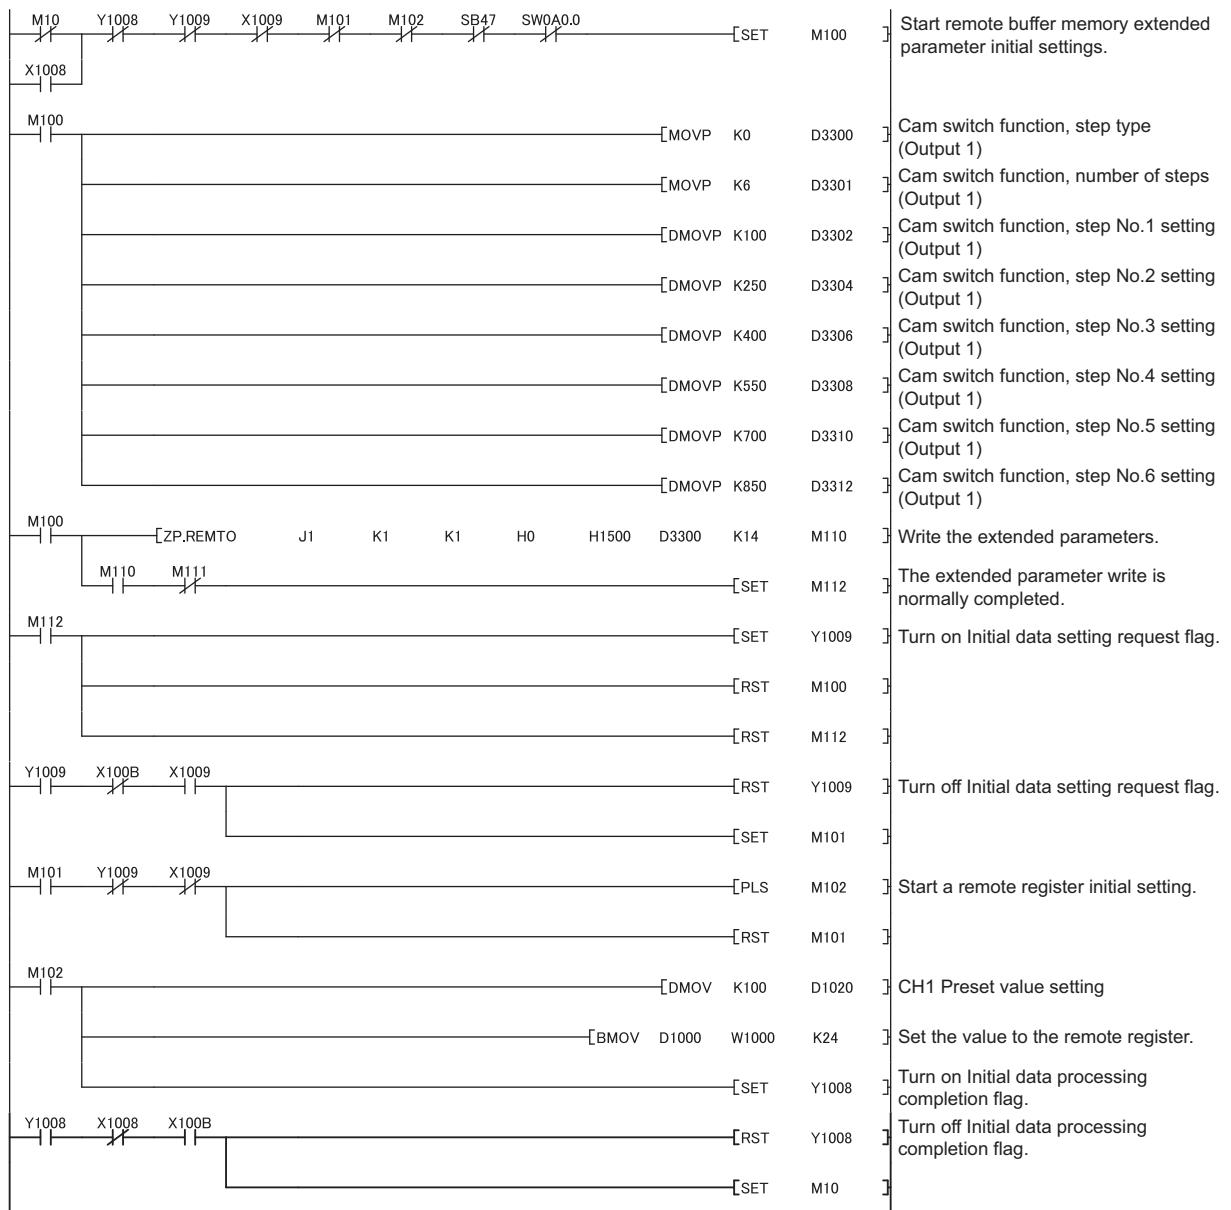 M10 Y1008 Y1009 X1009 M101 M102 SB47 SW0A0.0
SET M100
Start remote buffer memory extended
parameter initial settings.
X1008
M100
MOVP K0 D3300
Cam switch function, step type
(Output 1)
MOVP K6 D3301
Cam switch function, number of steps
(Output 1)
DMOVP K100 D3302
Cam switch function, step No.1 setting
(Output 1)
DMOVP K250 D3304
Cam switch function, step No.2 setting
(Output 1)
DMOVP K400 D3306
Cam switch function, step No.3 setting
(Output 1)
DMOVP K550 D3308
Cam switch function, step No.4 setting
(Output 1)
DMOVP K700 D3310
Cam switch function, step No.5 setting
(Output 1)
DMOVP K850 D3312
Cam switch function, step No.6 setting
(Output 1)
M100
ZP.REMTO J1 K1 K1 H0 H1500 D3300 K14 M110
Write the extended parameters.
M110 M111
SET M112
The extended parameter write is
normally completed.
M112
SET Y1009
Turn on Initial data setting request flag.
RST M100
RST M112
Y1009 X100B X1009
RST Y1009
Turn off Initial data setting request flag.
SET M101
M101 Y1009 X1009
PLS M102
Start a remote register initial setting.
RST M101
M102
DMOV K100 D1020
CH1 Preset value setting
BMOV D1000 W1000 K24
Set the value to the remote register.
SET Y1008
Turn on Initial data processing
completion flag.
Y1008 X1008 X100B
RST Y1008
Turn off Initial data processing
completion flag.
SET M10